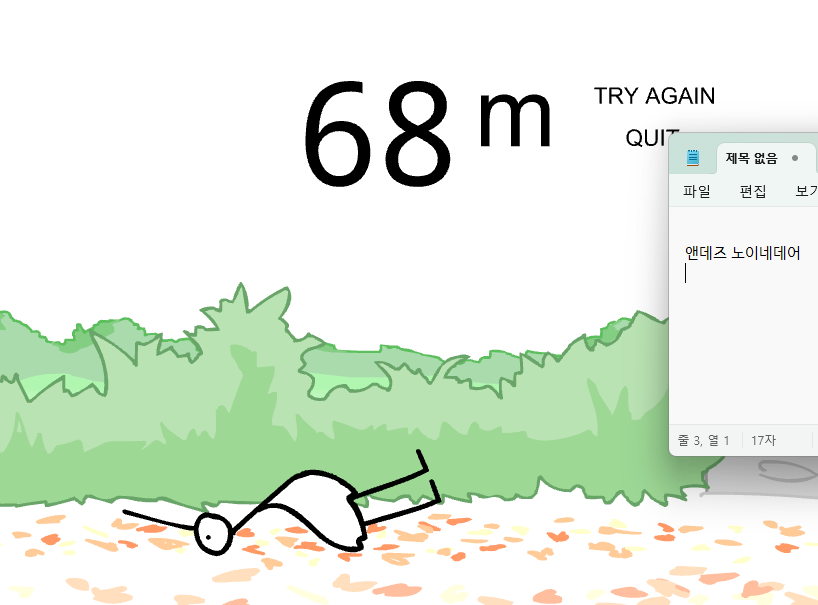 68 m
TRY AGAIN
QUIT
제목 없음
파일 편집 보기
앤데즈 노이네데어
줄 3, 열 1 17자